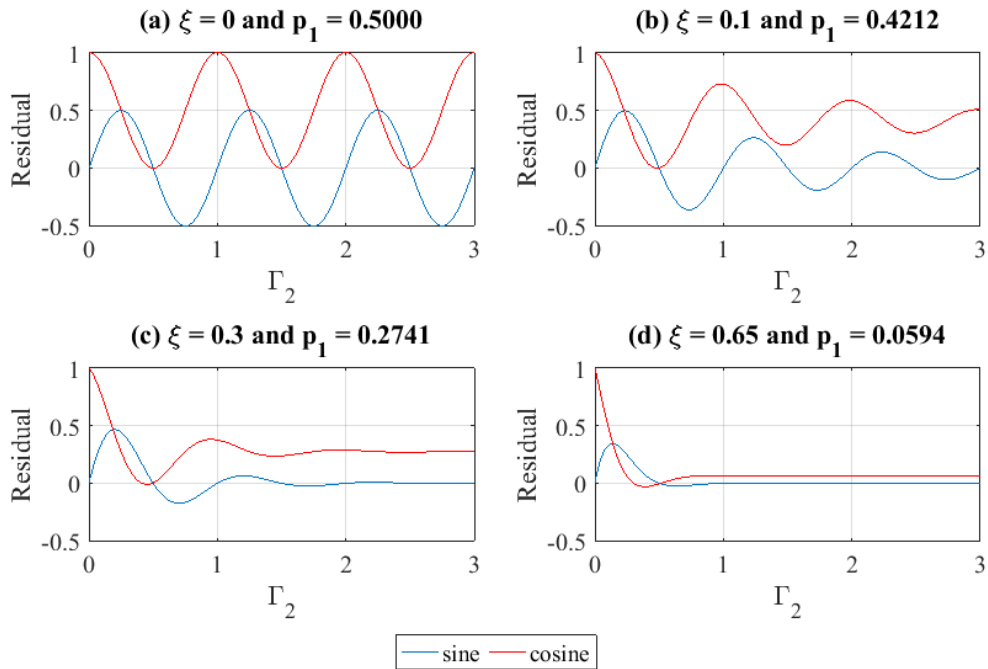 (a) ξ = 0 and p₁ = 0.5000
1
0.5
0
-0.5
Residual
0 1 2 3
Γ₂
(b) ξ = 0.1 and p₁ = 0.4212
1
0.5
0
-0.5
Residual
0 1 2 3
Γ₂
(c) ξ = 0.3 and p₁ = 0.2741
1
0.5
0
-0.5
Residual
0 1 2 3
Γ₂
(d) ξ = 0.65 and p₁ = 0.0594
1
0.5
0
-0.5
Residual
0 1 2 3
Γ₂
sine cosine